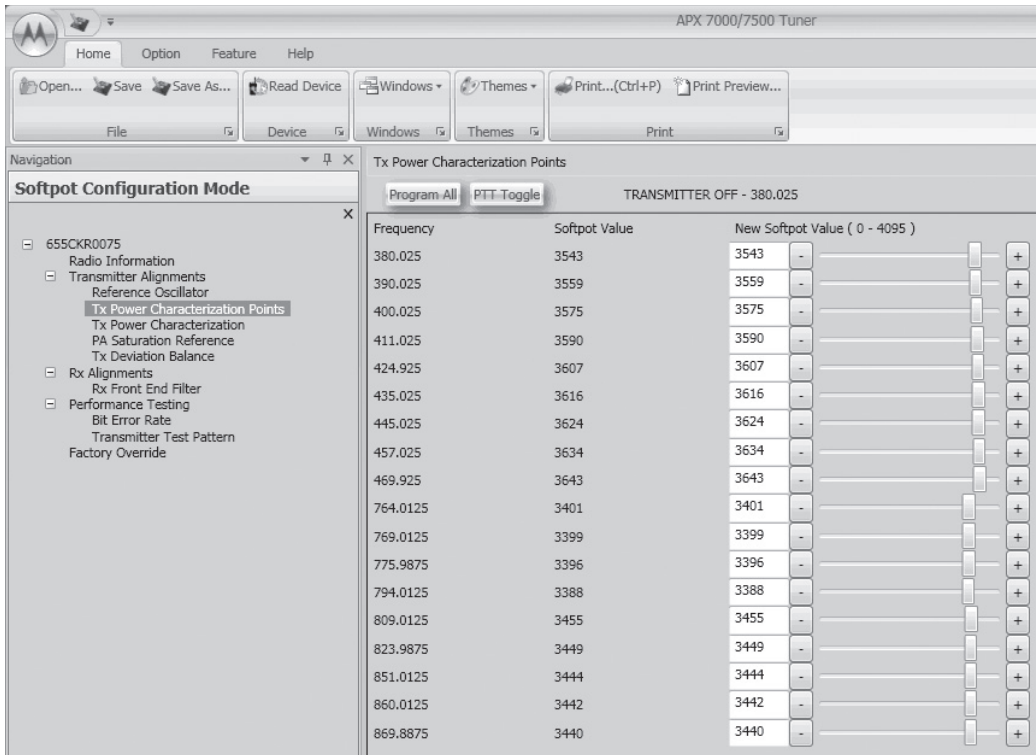 APX 7000/7500 Tuner
Home Option Feature Help
Open... Save Save As... Read Device Windows Themes Print...(Ctrl+P) Print Preview...
File Device Windows Themes Print
Navigation
Softpot Configuration Mode
655CKR0075
Radio Information
Transmitter Alignments
Reference Oscillator
Tx Power Characterization Points
Tx Power Characterization
PA Saturation Reference
Tx Deviation Balance
Rx Alignments
Rx Front End Filter
Performance Testing
Bit Error Rate
Transmitter Test Pattern
Factory Override
Tx Power Characterization Points
Program All PTT Toggle TRANSMITTER OFF - 380.025
Frequency Softpot Value New Softpot Value ( 0 - 4095 )
380.025 3543 3543 - +
390.025 3559 3559 - +
400.025 3575 3575 - +
411.025 3590 3590 - +
424.925 3607 3607 - +
435.025 3616 3616 - +
445.025 3624 3624 - +
457.025 3634 3634 - +
469.925 3643 3643 - +
764.0125 3401 3401 - +
769.0125 3399 3399 - +
775.9875 3396 3396 - +
794.0125 3388 3388 - +
809.0125 3455 3455 - +
823.9875 3449 3449 - +
851.0125 3444 3444 - +
860.0125 3442 3442 - +
869.8875 3440 3440 - +